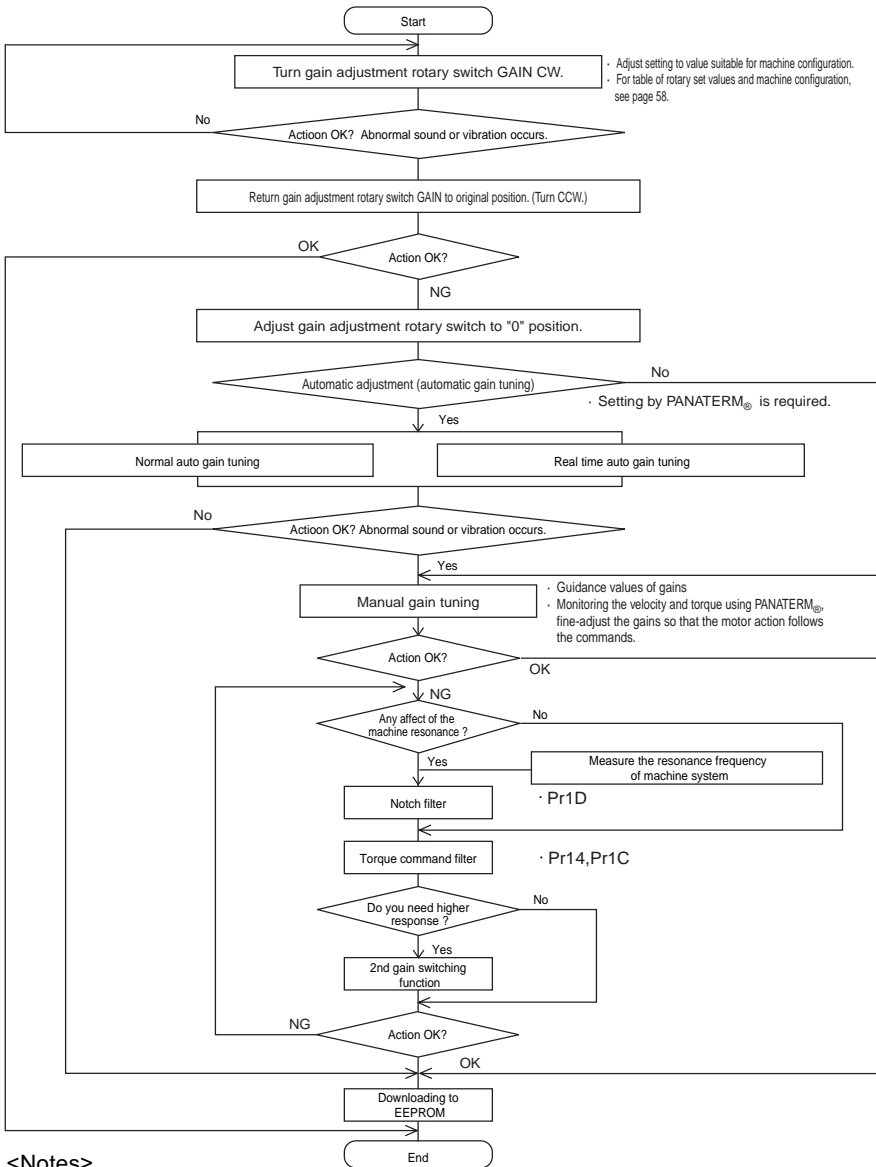 Start
Turn gain adjustment rotary switch GAIN CW.
· Adjust setting to value suitable for machine configuration.
· For table of rotary set values and machine configuration,
see page 58.
No
Actioon OK? Abnormal sound or vibration occurs.
Return gain adjustment rotary switch GAIN to original position. (Turn CCW.)
OK
Action OK?
NG
Adjust gain adjustment rotary switch to "0" position.
Automatic adjustment (automatic gain tuning)
No
· Setting by PANATERM® is required.
Yes
Normal auto gain tuning
Real time auto gain tuning
No
Actioon OK? Abnormal sound or vibration occurs.
Yes
Manual gain tuning
· Guidance values of gains
· Monitoring the velocity and torque using PANATERM®,
fine-adjust the gains so that the motor action follows
the commands.
Action OK?
OK
NG
Any affect of the
machine resonance ?
No
Yes
Measure the resonance frequency
of machine system
Notch filter
· Pr1D
Torque command filter
· Pr14,Pr1C
Do you need higher
response ?
No
Yes
2nd gain switching
function
NG
Action OK?
OK
Downloading to
EEPROM
End
<Notes>